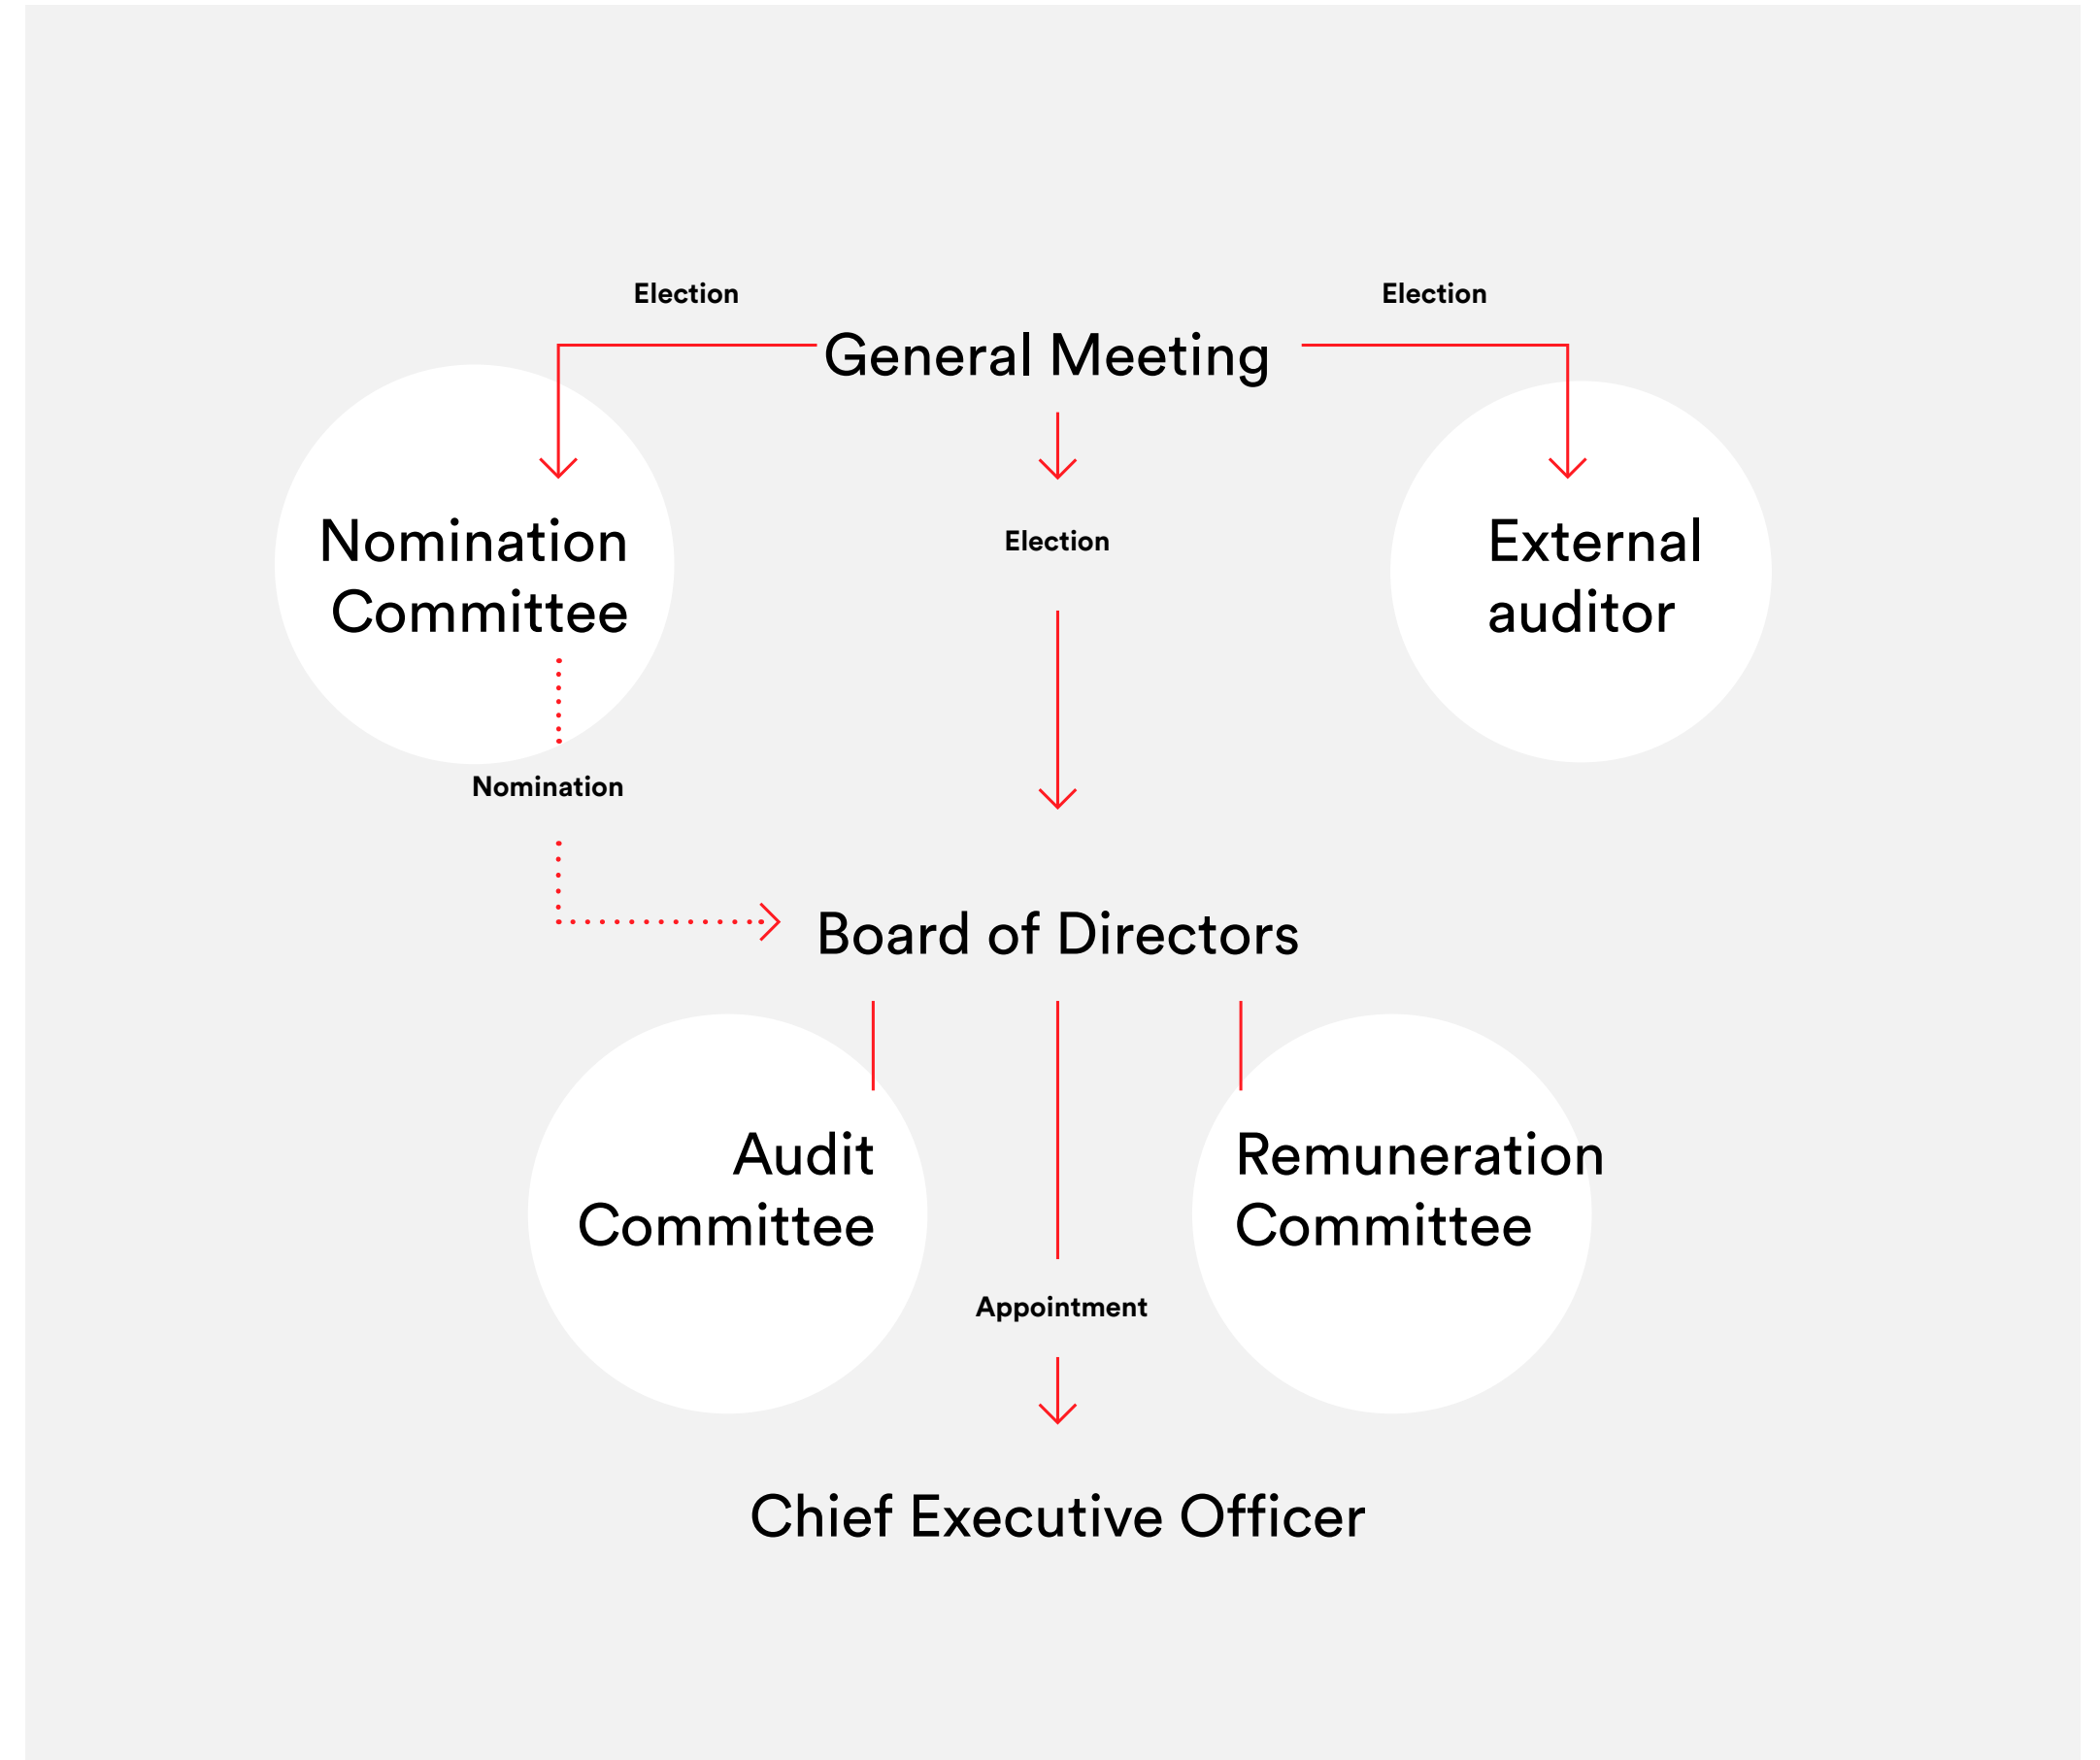 Election
Election
General Meeting
Nomination
Committee
Election
External
auditor
Nomination
Board of Directors
Audit
Committee
Remuneration
Committee
Appointment
Chief Executive Officer